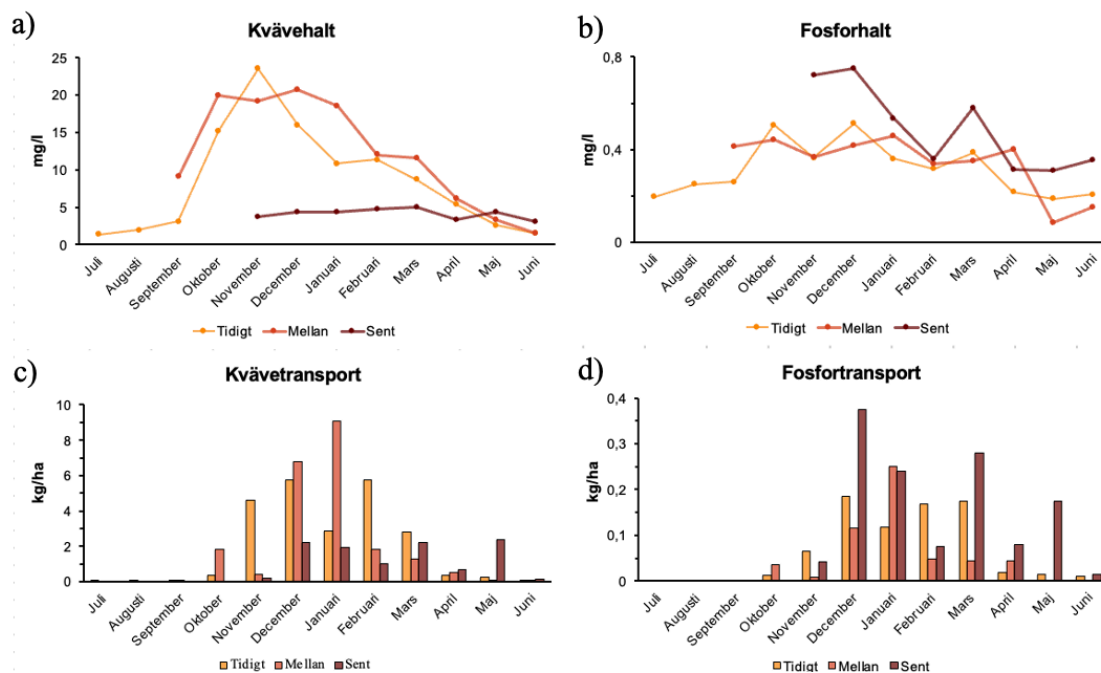 a)
Kvävehalt
25
20
15
10
5
0
mg/l
Juli
Augusti
September
Oktober
November
December
Januari
Februari
Mars
April
Maj
Juni
Tidigt Mellan Sent
b)
Fosforhalt
0,8
0,4
0
mg/l
Juli
Augusti
September
Oktober
November
December
Januari
Februari
Mars
April
Maj
Juni
Tidigt Mellan Sent
c)
Kvävetransport
10
8
6
4
2
0
kg/ha
Juli
Augusti
September
Oktober
November
December
Januari
Februari
Mars
April
Maj
Juni
Tidigt Mellan Sent
d)
Fosfortransport
0,4
0,3
0,2
0,1
0
kg/ha
Juli
Augusti
September
Oktober
November
December
Januari
Februari
Mars
April
Maj
Juni
Tidigt Mellan Sent